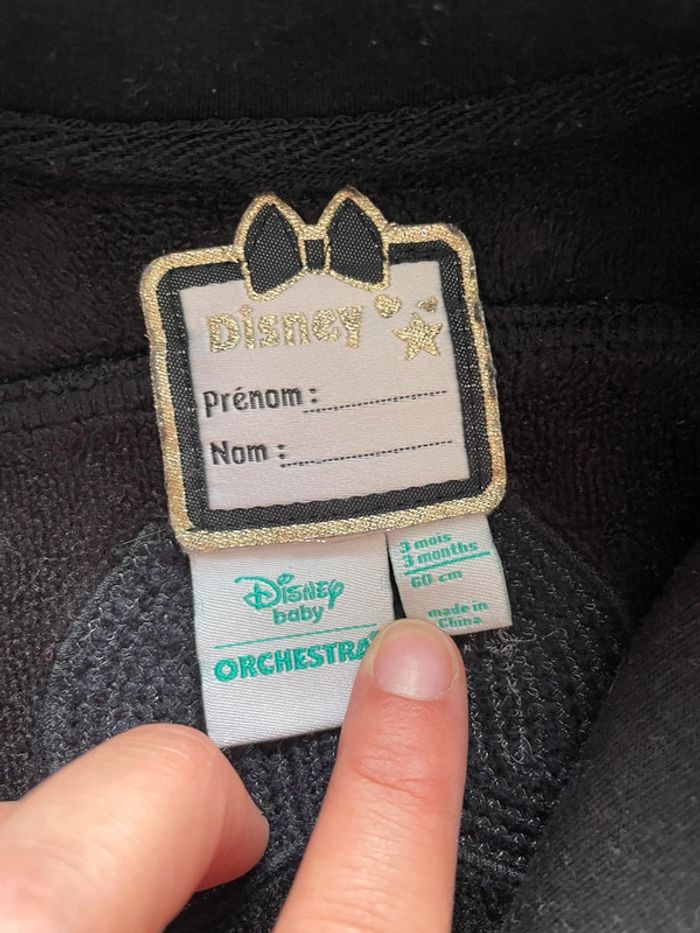 Disney
Prénom :
Nom :
Disney
baby
ORCHESTRA
3 mois
3 months
60 cm
made in
China